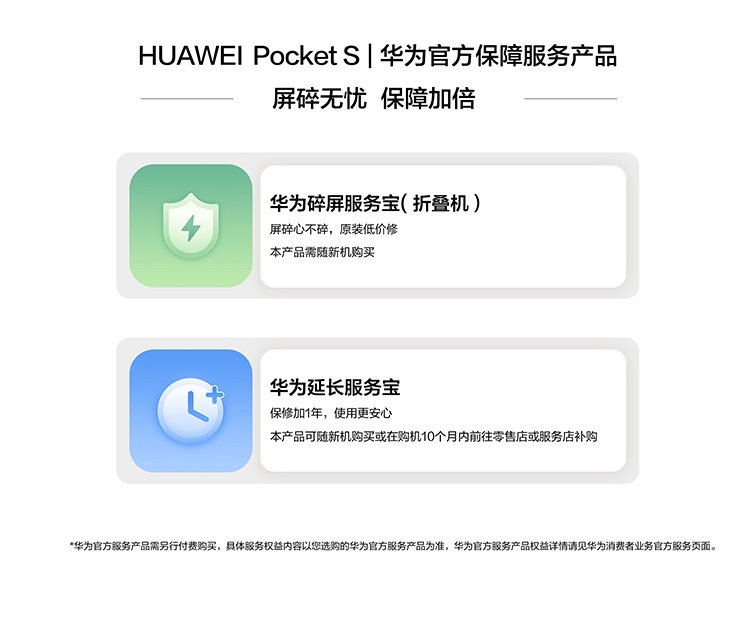 HUAWEI Pocket S | 华为官方保障服务产品
屏碎无忧 保障加倍
华为碎屏服务宝( 折叠机 )
屏碎心不碎，原装低价修
本产品需随新机购买
华为延长服务宝
保修加1年，使用更安心
本产品可随新机购买或在购机10个月内前往零售店或服务店补购
*华为官方服务产品需另行付费购买，具体服务权益内容以您选购的华为官方服务产品为准，华为官方服务产品权益详情请见华为消费者业务官方服务页面。